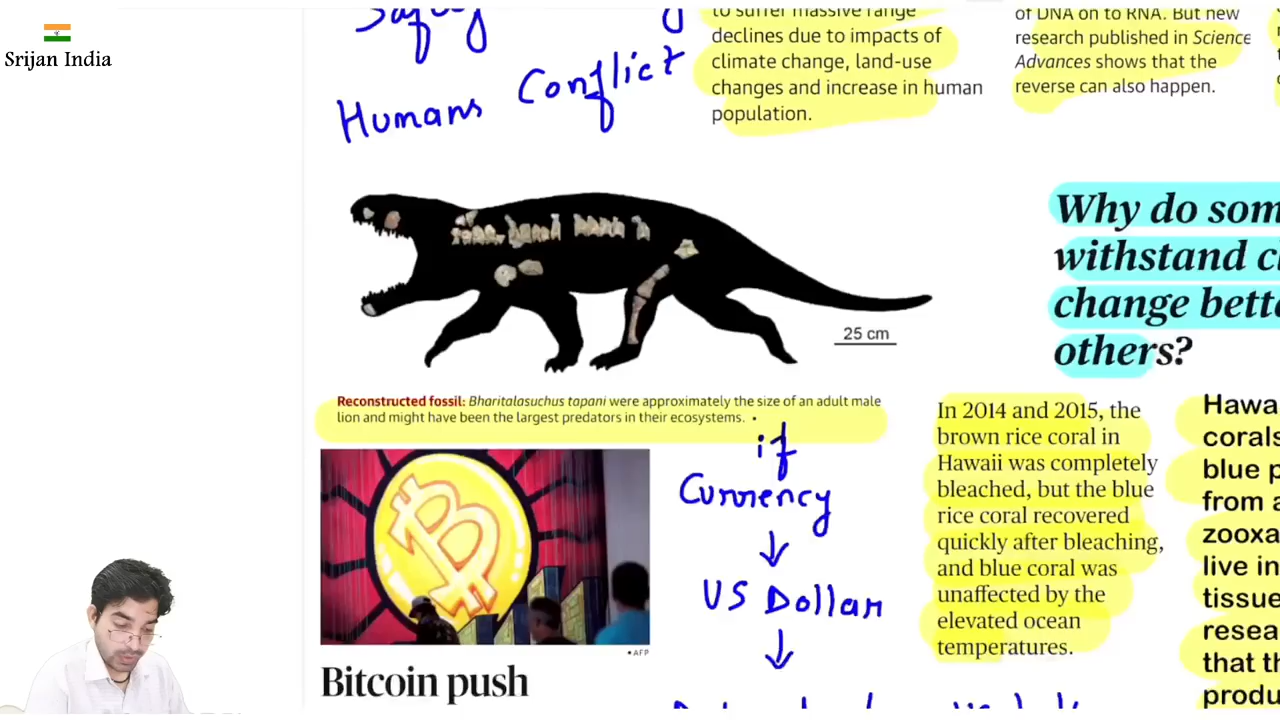 Srijan India
Safety
Humans Conflict
to suffer massive range
declines due to impacts of
climate change, land-use
changes and increase in human
population.
of DNA on to RNA. But new
research published in Science
Advances shows that the
reverse can also happen.
25 cm
Reconstructed fossil: Bharitalasuchus tapani were approximately the size of an adult male
lion and might have been the largest predators in their ecosystems.
Why do som
withstand cl
change bette
others?
if
Currency
↓
US Dollar
↓
• AFP
Bitcoin push
In 2014 and 2015, the
brown rice coral in
Hawaii was completely
bleached, but the blue
rice coral recovered
quickly after bleaching,
and blue coral was
unaffected by the
elevated ocean
temperatures.
Hawa
corals
blue p
from a
zooxa
live in
tissue
resea
that th
produ